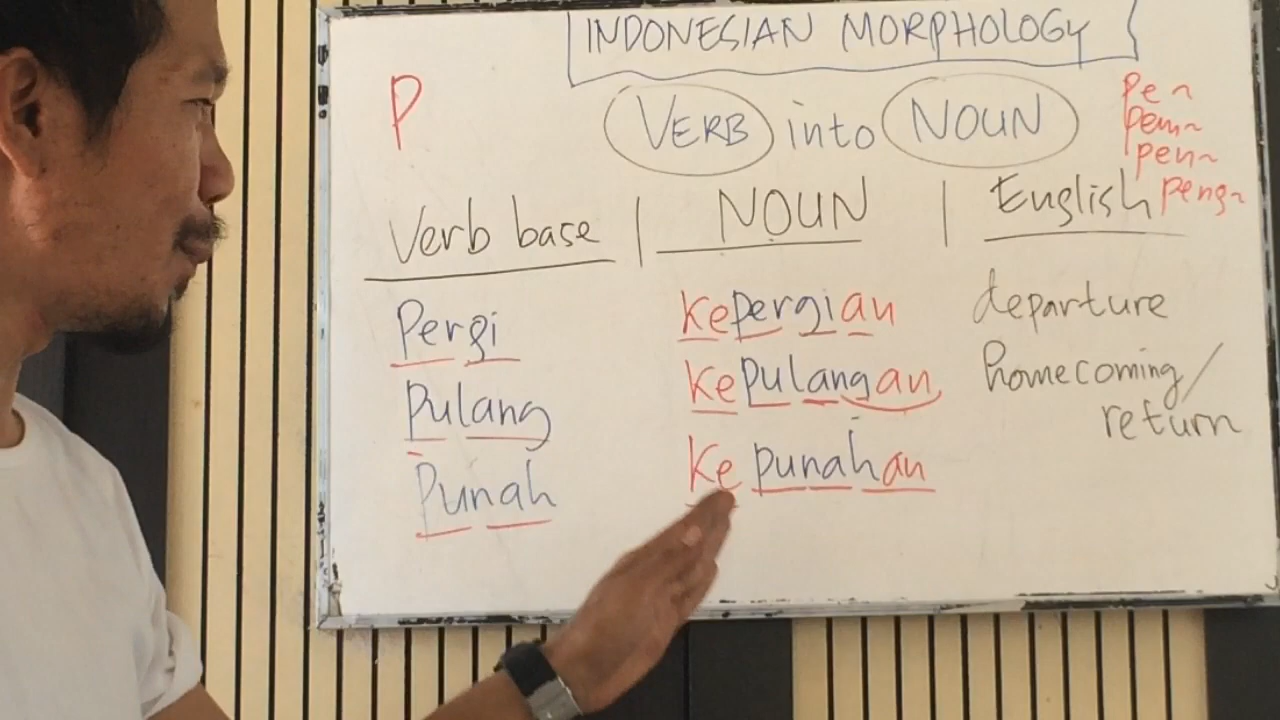 INDONESIAN MORPHOLOGY
P
VERB into NOUN
pe~
pem~
pen~
peng~
Verb base | NOUN | English
Pergi kepergian departure
Pulang kepulangan homecoming/
return
Punah kepunahan